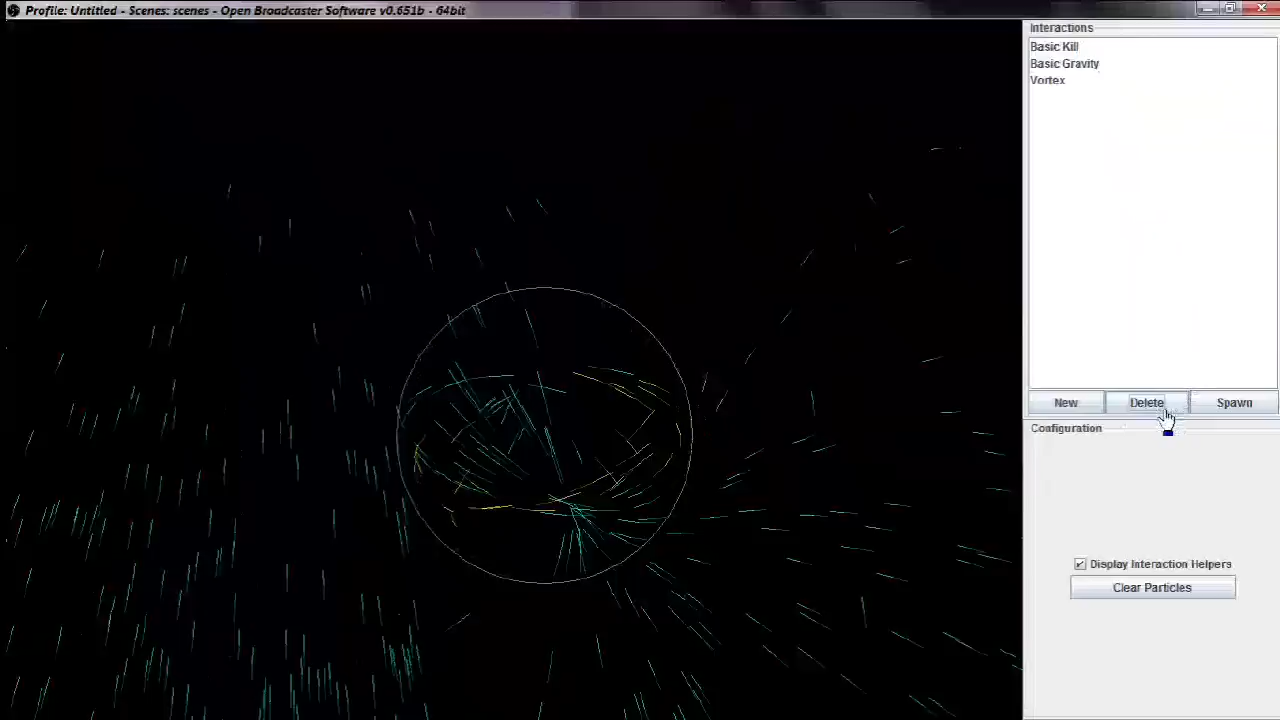 Profile: Untitled - Scenes: scenes - Open Broadcaster Software v0.651b - 64bit
Interactions
Basic Kill
Basic Gravity
Vortex
New Delete Spawn
Configuration
Display Interaction Helpers
Clear Particles